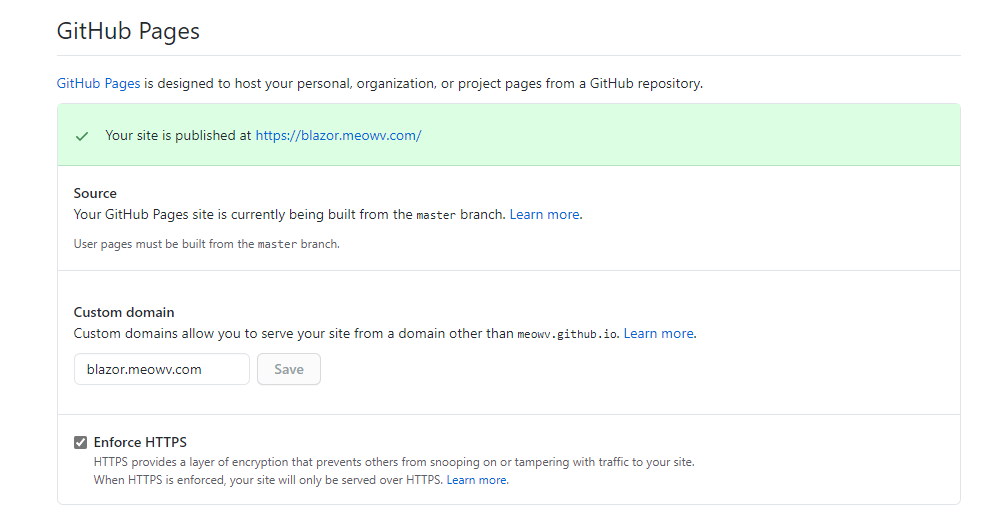 GitHub Pages
GitHub Pages is designed to host your personal, organization, or project pages from a GitHub repository.
Your site is published at https://blazor.meowv.com/
Source
Your GitHub Pages site is currently being built from the master branch. Learn more.
User pages must be built from the master branch.
Custom domain
Custom domains allow you to serve your site from a domain other than meowv.github.io. Learn more.
blazor.meowv.com Save
Enforce HTTPS
HTTPS provides a layer of encryption that prevents others from snooping on or tampering with traffic to your site.
When HTTPS is enforced, your site will only be served over HTTPS. Learn more.